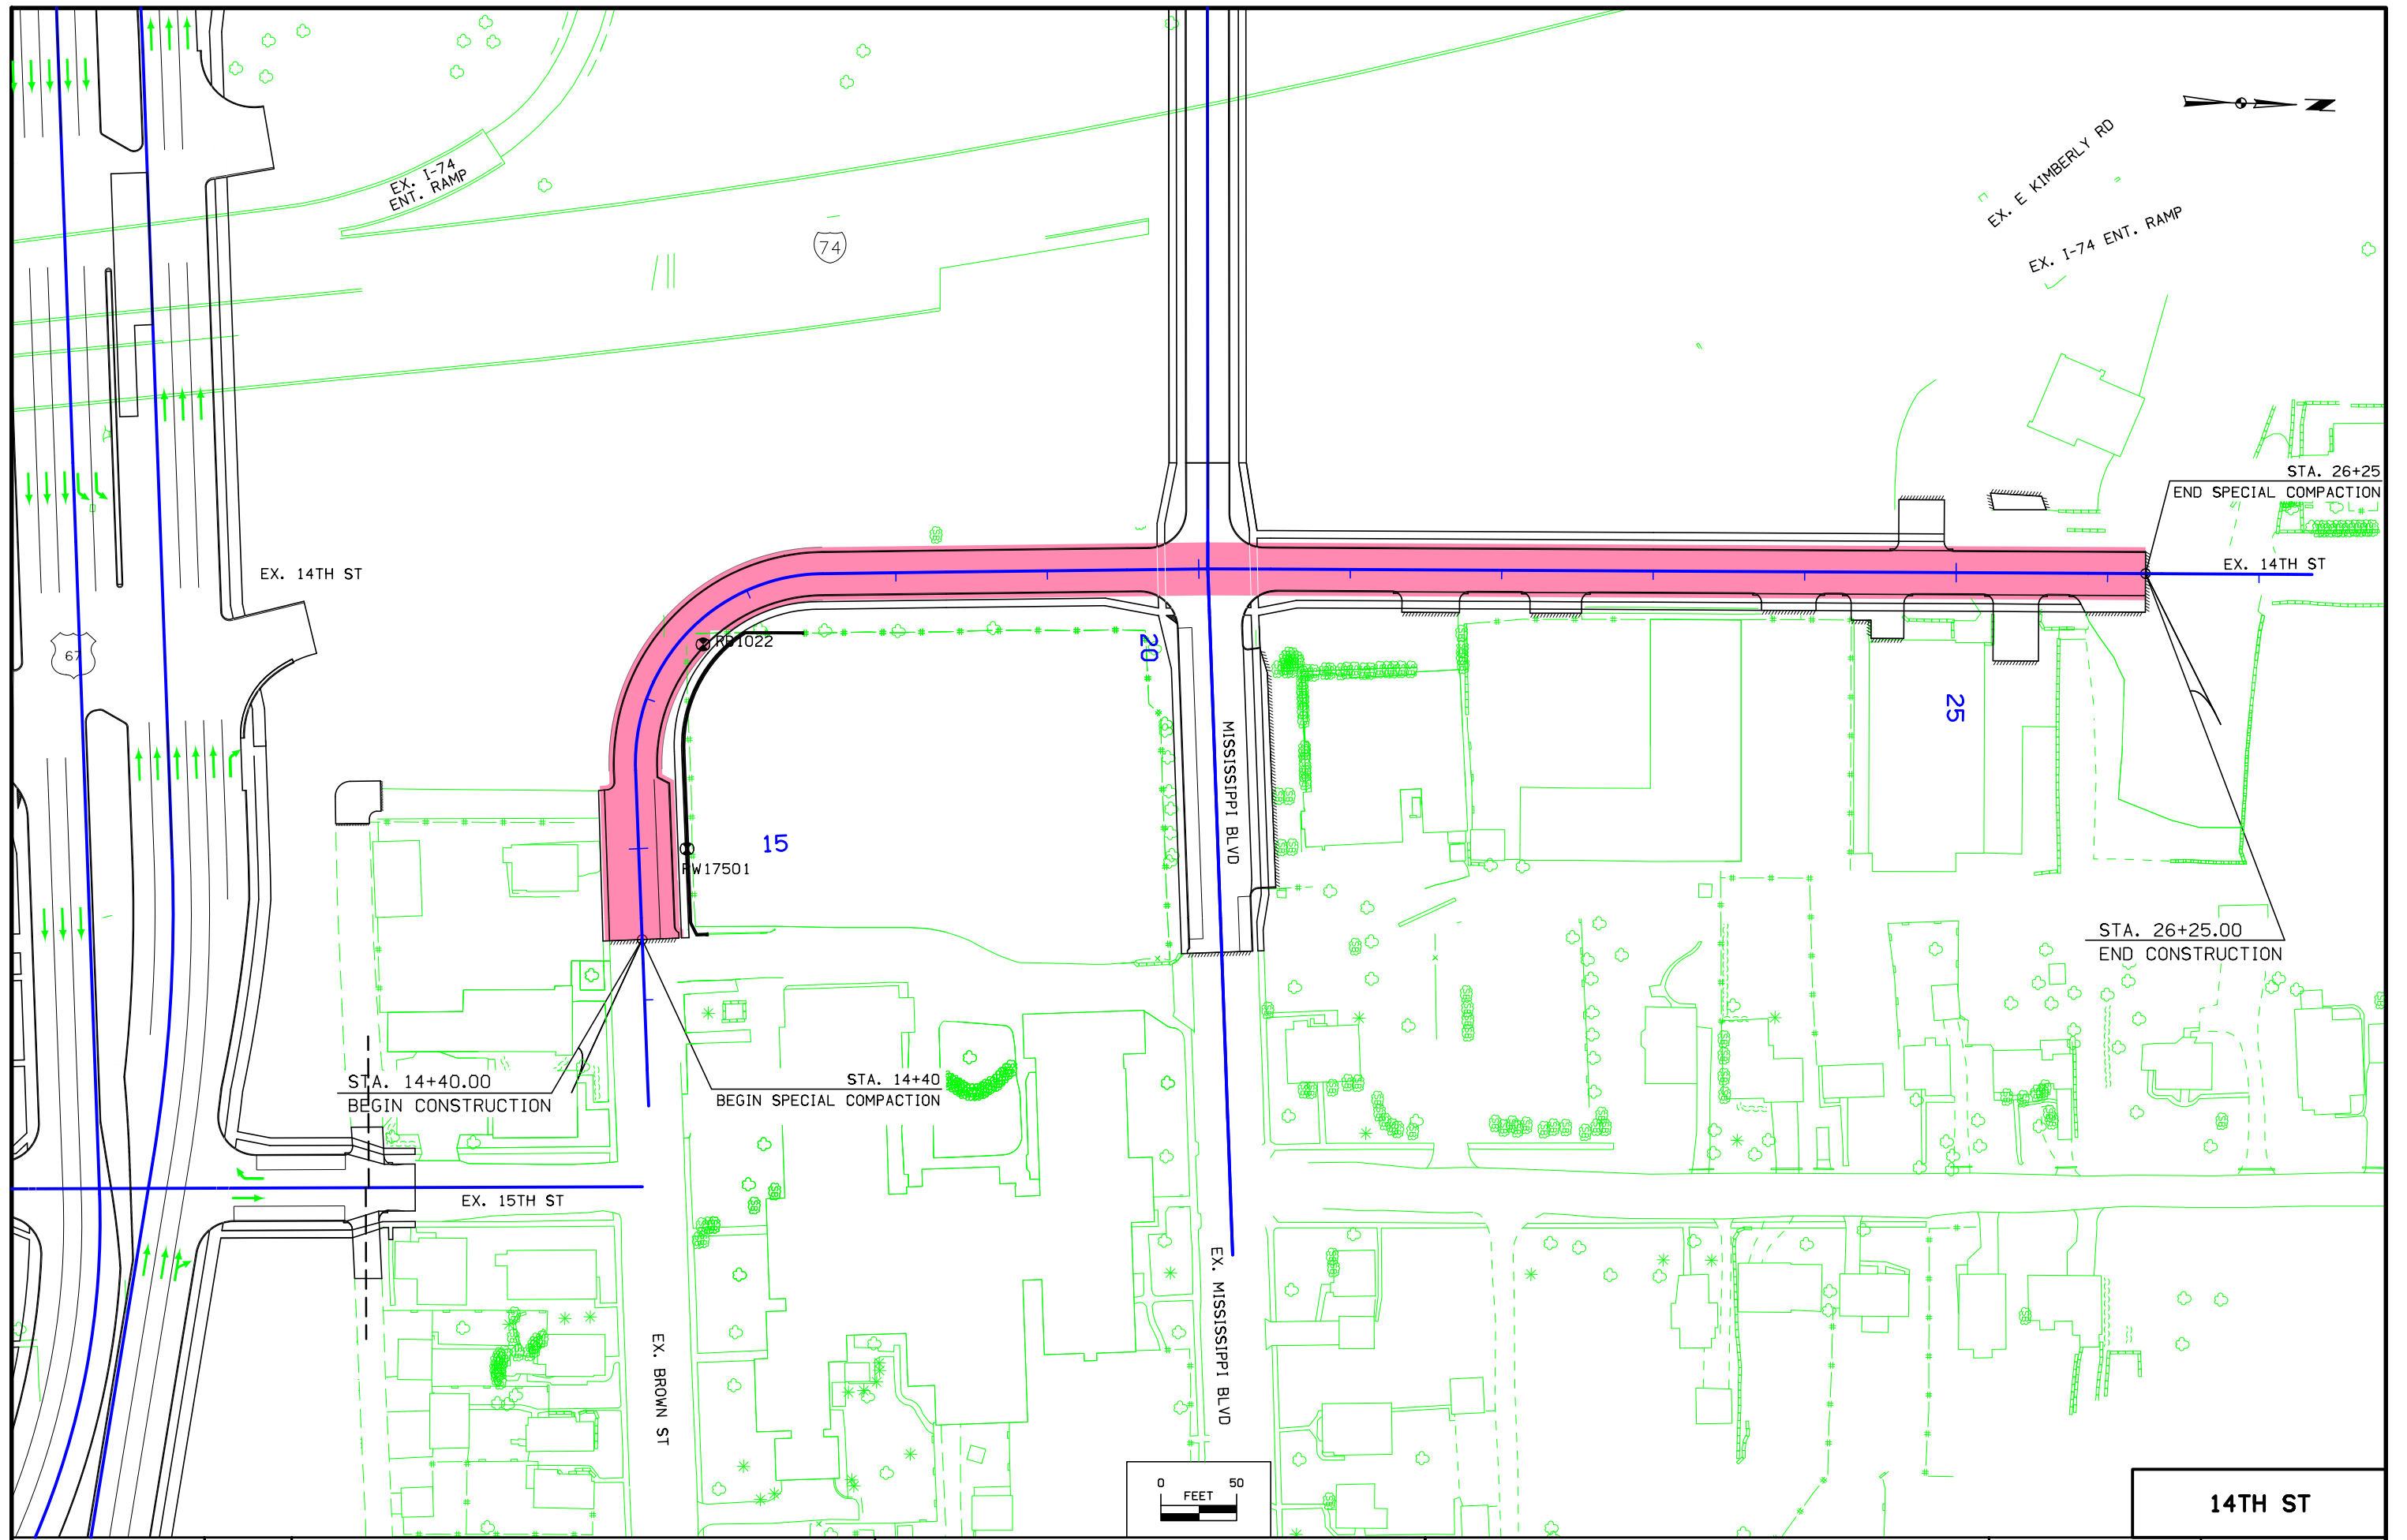 EX. I-74
ENT. RAMP
74
EX. E KIMBERLY RD
EX. I-74 ENT. RAMP
STA. 26+25
END SPECIAL COMPACTION
EX. 14TH ST
EX. 14TH ST
67
RB1022
20
25
MISSISSIPPI BLVD
15
RW17501
STA. 26+25.00
END CONSTRUCTION
STA. 14+40.00
BEGIN CONSTRUCTION
STA. 14+40
BEGIN SPECIAL COMPACTION
EX. 15TH ST
EX. MISSISSIPPI BLVD
EX. BROWN ST
0 50
FEET
14TH ST